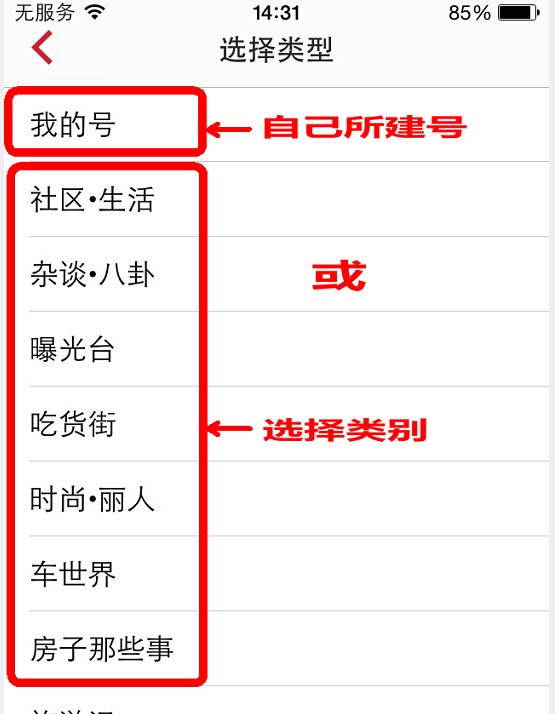 无服务 14:31 85%
选择类型
我的号 自己所建号
社区•生活
杂谈•八卦 或
曝光台
吃货街 选择类别
时尚•丽人
车世界
房子那些事